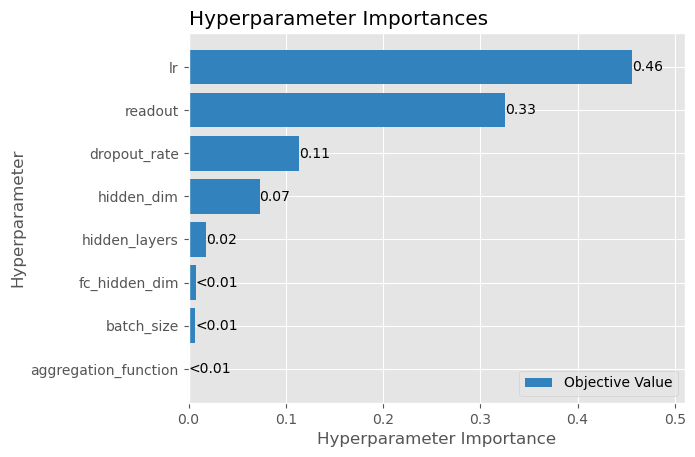 Hyperparameter Importances
Hyperparameter
lr
0.46
readout
0.33
dropout_rate
0.11
hidden_dim
0.07
hidden_layers
0.02
fc_hidden_dim
<0.01
batch_size
<0.01
aggregation_function
<0.01
Objective Value
0.0 0.1 0.2 0.3 0.4 0.5
Hyperparameter Importance